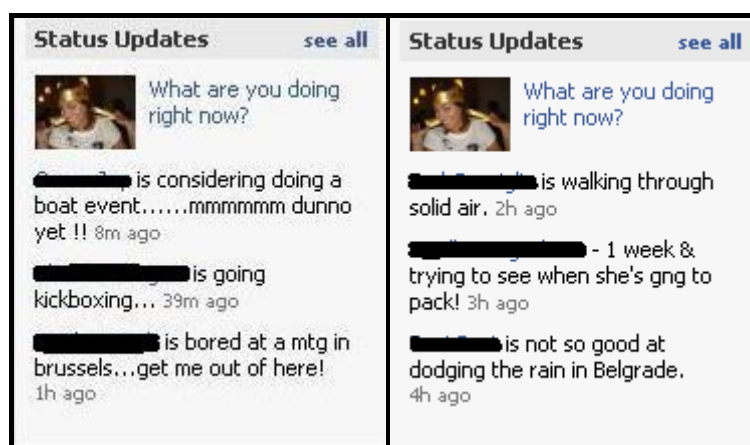 Status Updates see all
What are you doing
right now?
is considering doing a
boat event......mmmmmm dunno
yet !! 8m ago
is going
kickboxing... 39m ago
is bored at a mtg in
brussels...get me out of here!
1h ago
Status Updates see all
What are you doing
right now?
is walking through
solid air. 2h ago
- 1 week &
trying to see when she's gng to
pack! 3h ago
is not so good at
dodging the rain in Belgrade.
4h ago